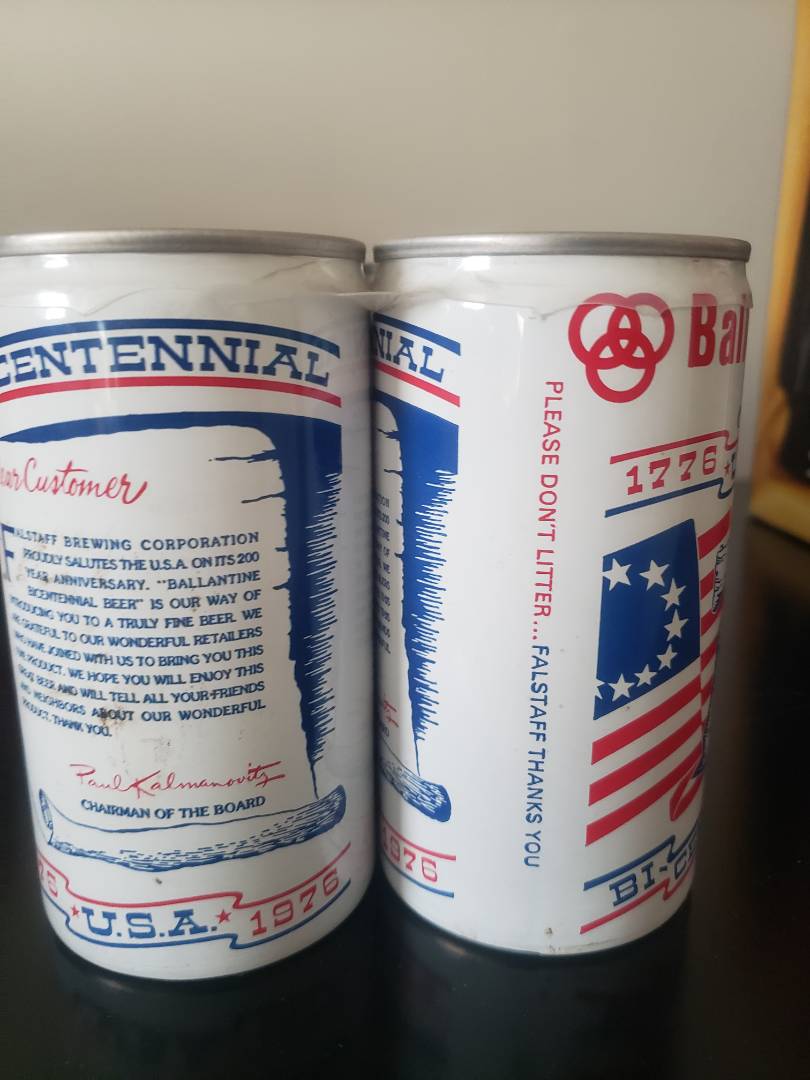 CENTENNIAL
Customer
FALSTAFF BREWING CORPORATION
PROUDLY SALUTES THE U.S.A. ON ITS 200
YEAR ANNIVERSARY. "BALLANTINE
BICENTENNIAL BEER" IS OUR WAY OF
INTRODUCING YOU TO A TRULY FINE BEER. WE
ARE GRATEFUL TO OUR WONDERFUL RETAILERS
WHO HAVE JOINED WITH US TO BRING YOU THIS
FINE PRODUCT. WE HOPE YOU WILL ENJOY THIS
GREAT BEER AND WILL TELL ALL YOUR FRIENDS
AND NEIGHBORS ABOUT OUR WONDERFUL
PRODUCT. THANK YOU.
Paul Kalmanovitz
CHAIRMAN OF THE BOARD
76 U.S.A. 1976
NIAL
1976
PLEASE DON'T LITTER... FALSTAFF THANKS YOU
Ball
1776
BI-CE